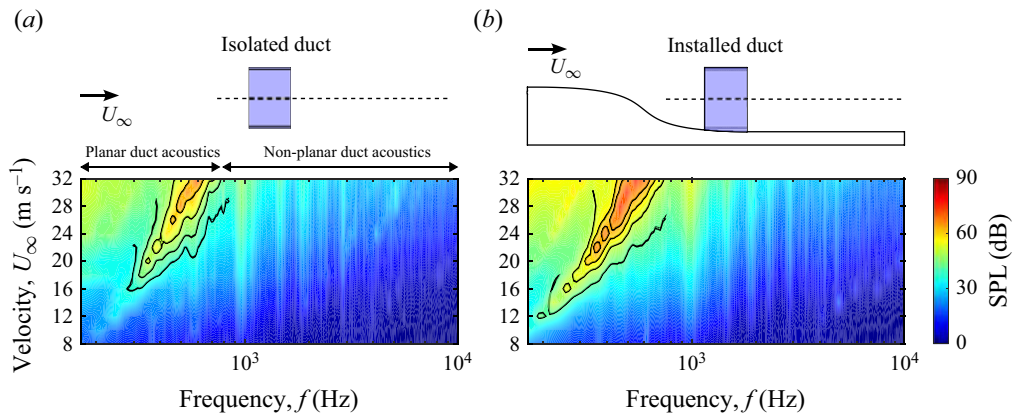 (a)
Isolated duct
U∞
Planar duct acoustics
Non-planar duct acoustics
Velocity, U∞ (m s⁻¹)
32
28
24
20
16
12
8
10³
10⁴
Frequency, f (Hz)
(b)
Installed duct
U∞
32
28
24
20
16
12
8
10³
10⁴
Frequency, f (Hz)
90
60
30
0
SPL (dB)